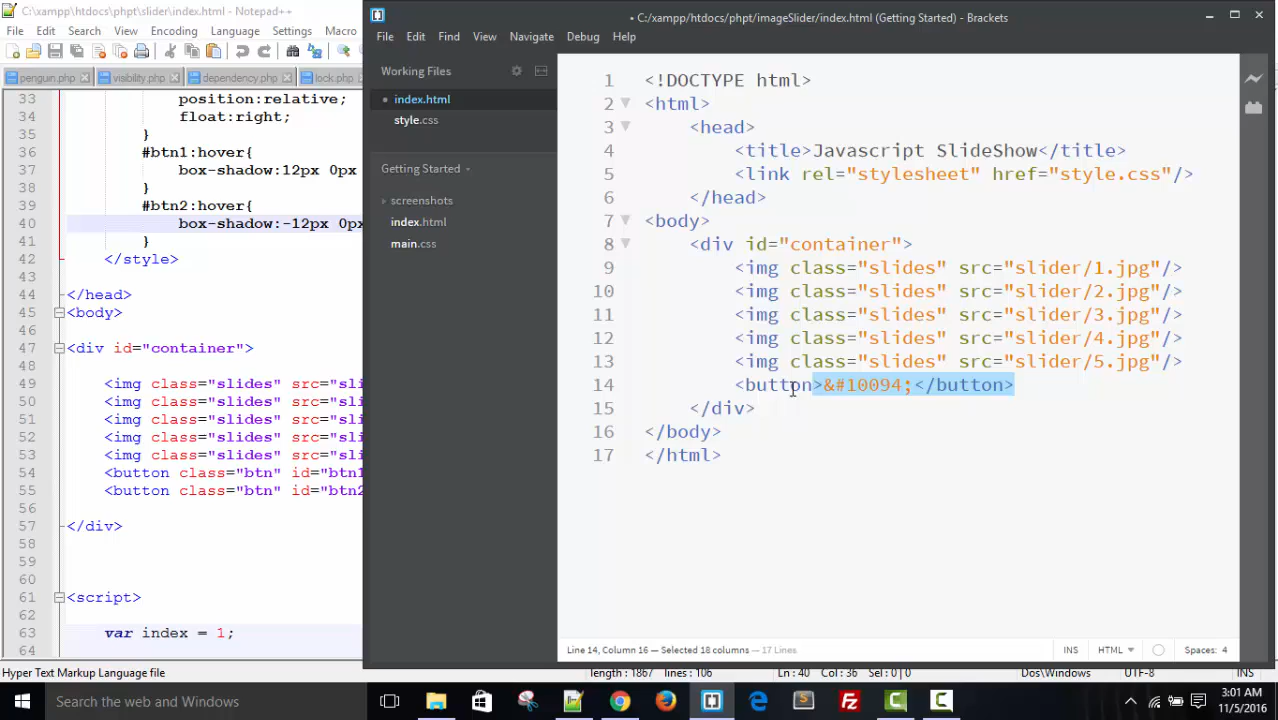 C:\xampp\htdocs\phpt\slider\index.html - Notepad++
File Edit Search View Encoding Language Settings Macro
penguin.php visibility.php dependency.php lock.php
33 position:relative;
34 float:right;
35 }
36 #btn1:hover{
37 box-shadow:12px 0px
38 }
39 #btn2:hover{
40 box-shadow:-12px 0px
41 }
42 </style>
43
44 </head>
45 <body>
46
47 <div id="container">
48
49 <img class="slides" src="sli
50 <img class="slides" src="sli
51 <img class="slides" src="sli
52 <img class="slides" src="sli
53 <img class="slides" src="sli
54 <button class="btn" id="btn1
55 <button class="btn" id="btn2
56
57 </div>
58
59
60
61 <script>
62
63 var index = 1;
64
Hyper Text Markup Language file length : 1867 lines : 106 Ln : 40 Col : 36 Sel : 0 | 0 Dos\Windows UTF-8 INS
• C:/xampp/htdocs/phpt/imageSlider/index.html (Getting Started) - Brackets
File Edit Find View Navigate Debug Help
Working Files
index.html
style.css
Getting Started
screenshots
index.html
main.css
1 <!DOCTYPE html>
2 <html>
3 <head>
4 <title>Javascript SlideShow</title>
5 <link rel="stylesheet" href="style.css"/>
6 </head>
7 <body>
8 <div id="container">
9 <img class="slides" src="slider/1.jpg"/>
10 <img class="slides" src="slider/2.jpg"/>
11 <img class="slides" src="slider/3.jpg"/>
12 <img class="slides" src="slider/4.jpg"/>
13 <img class="slides" src="slider/5.jpg"/>
14 <button>&#10094;</button>
15 </div>
16 </body>
17 </html>
Line 14, Column 16 — Selected 18 columns — 17 Lines INS HTML Spaces: 4
Search the web and Windows
3:01 AM
11/5/2016